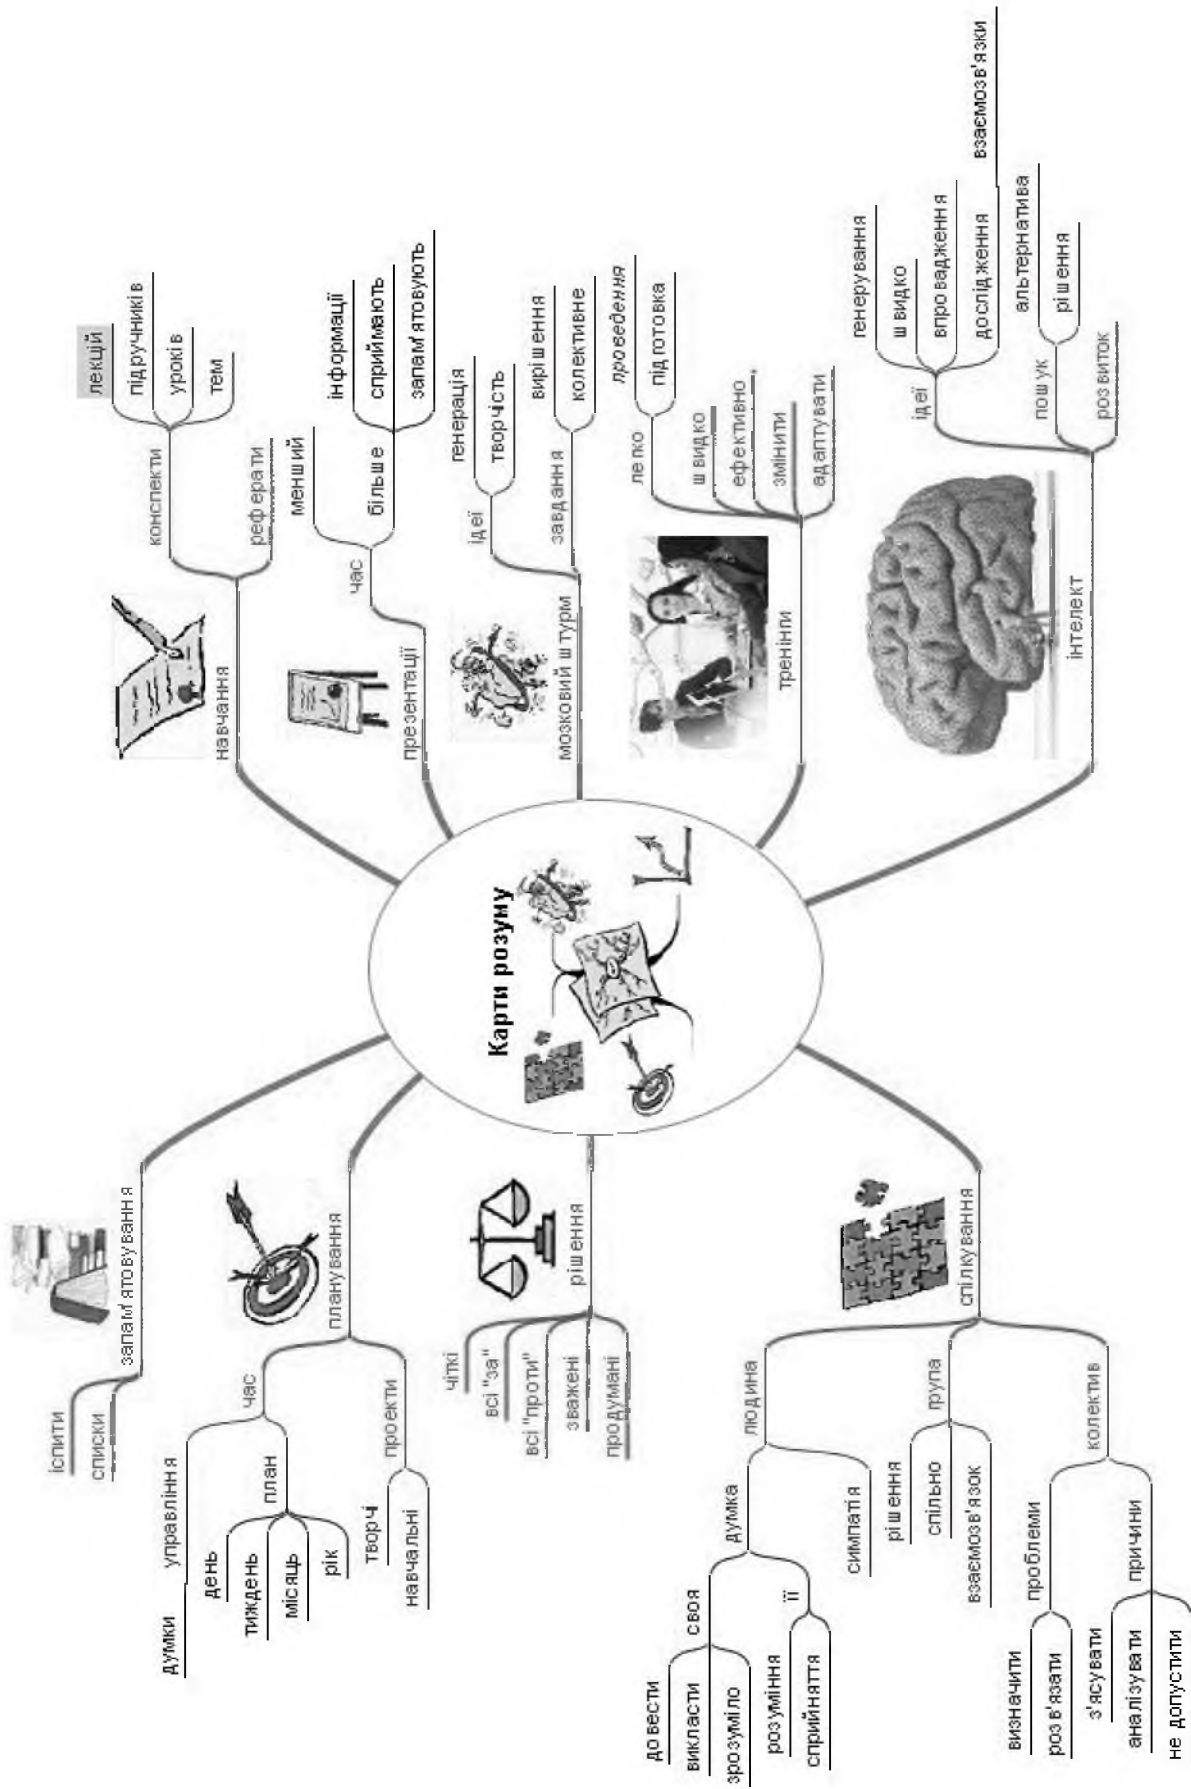 Карти розуму
навчання
конспекти
лекцій
підручників
уроків
тем
реферати
презентації
час
менший
більше
інформації
сприймають
запам'ятовують
мозковий штурм
ідеї
генерація
творчість
завдання
вирішення
колективне
тренінги
легко
проведення
підготовка
швидко
ефективно
змінити
адаптувати
інтелект
ідеї
генерування
швидко
впровадження
дослідження
взаємозв'язки
пошук
альтернатива
рішення
розвиток
запам'ятовування
іспити
списки
планування
час
управління
думки
план
день
тиждень
місяць
рік
проекти
творчі
навчальні
рішення
чіткі
всі "за"
всі "проти"
зважені
продумані
спілкування
людина
думка
своя
довести
викласти
зрозуміло
її
розуміння
сприйняття
симпатія
група
рішення
спільно
взаємозв'язок
колектив
проблеми
визначити
розв'язати
причини
з'ясувати
аналізувати
не допустити